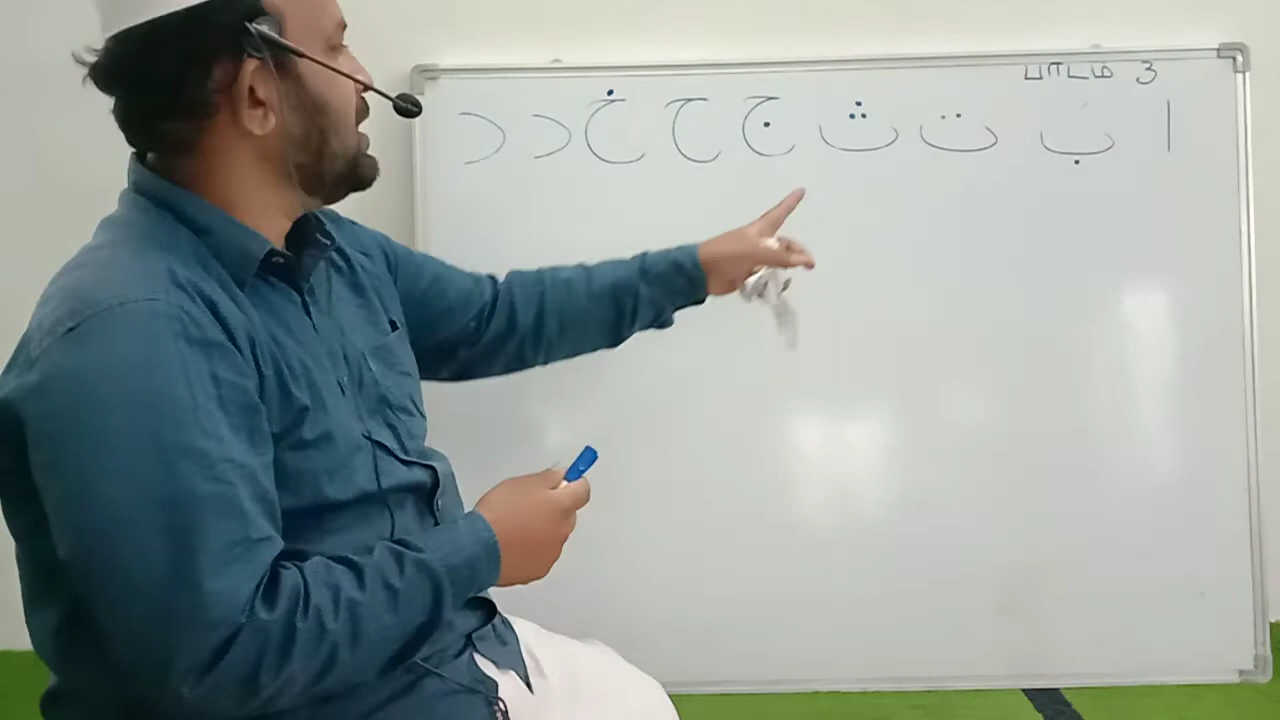 பாடம் 3
ا بَ ت ث ج ح خ د د